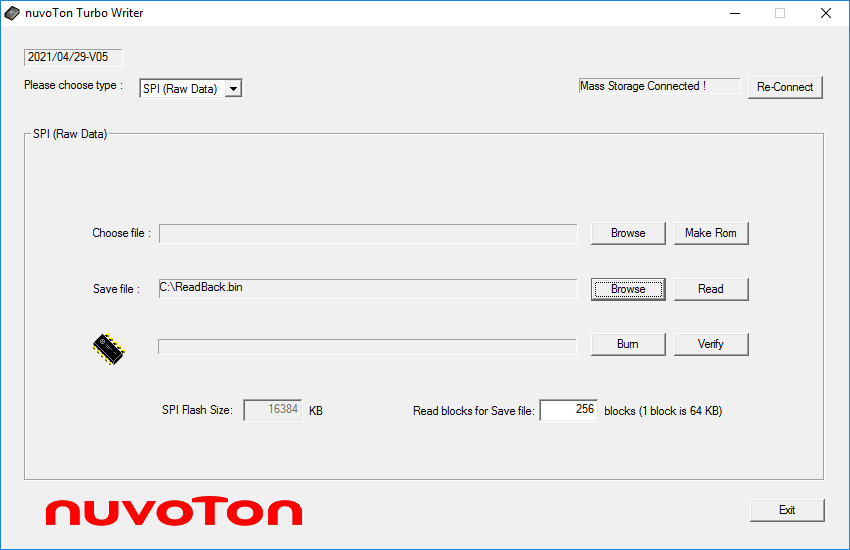 nuvoTon Turbo Writer
2021/04/29-V05
Please choose type :
SPI (Raw Data)
Mass Storage Connected !
Re-Connect
SPI (Raw Data)
Choose file :
Browse
Make Rom
Save file :
C:\ReadBack.bin
Browse
Read
Burn
Verify
SPI Flash Size:
16384
KB
Read blocks for Save file:
256
blocks (1 block is 64 KB)
nuvoTon
Exit